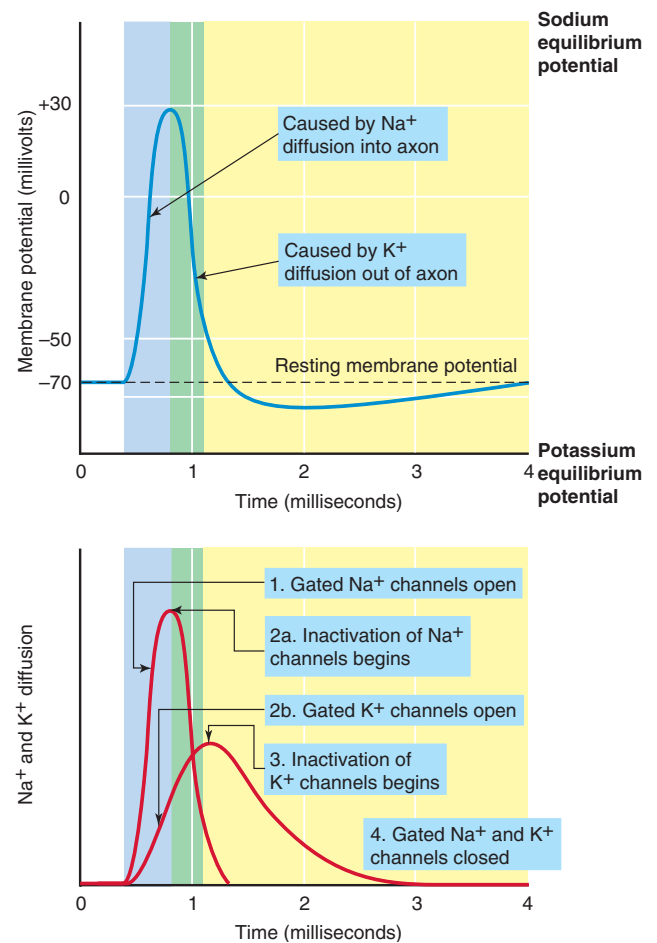 Sodium
equilibrium
potential
Membrane potential (millivolts)
+30
0
–50
–70
Caused by Na+
diffusion into axon
Caused by K+
diffusion out of axon
Resting membrane potential
0 1 2 3 4
Time (milliseconds)
Potassium
equilibrium
potential
Na+ and K+ diffusion
1. Gated Na+ channels open
2a. Inactivation of Na+
channels begins
2b. Gated K+ channels open
3. Inactivation of
K+ channels begins
4. Gated Na+ and K+
channels closed
0 1 2 3 4
Time (milliseconds)